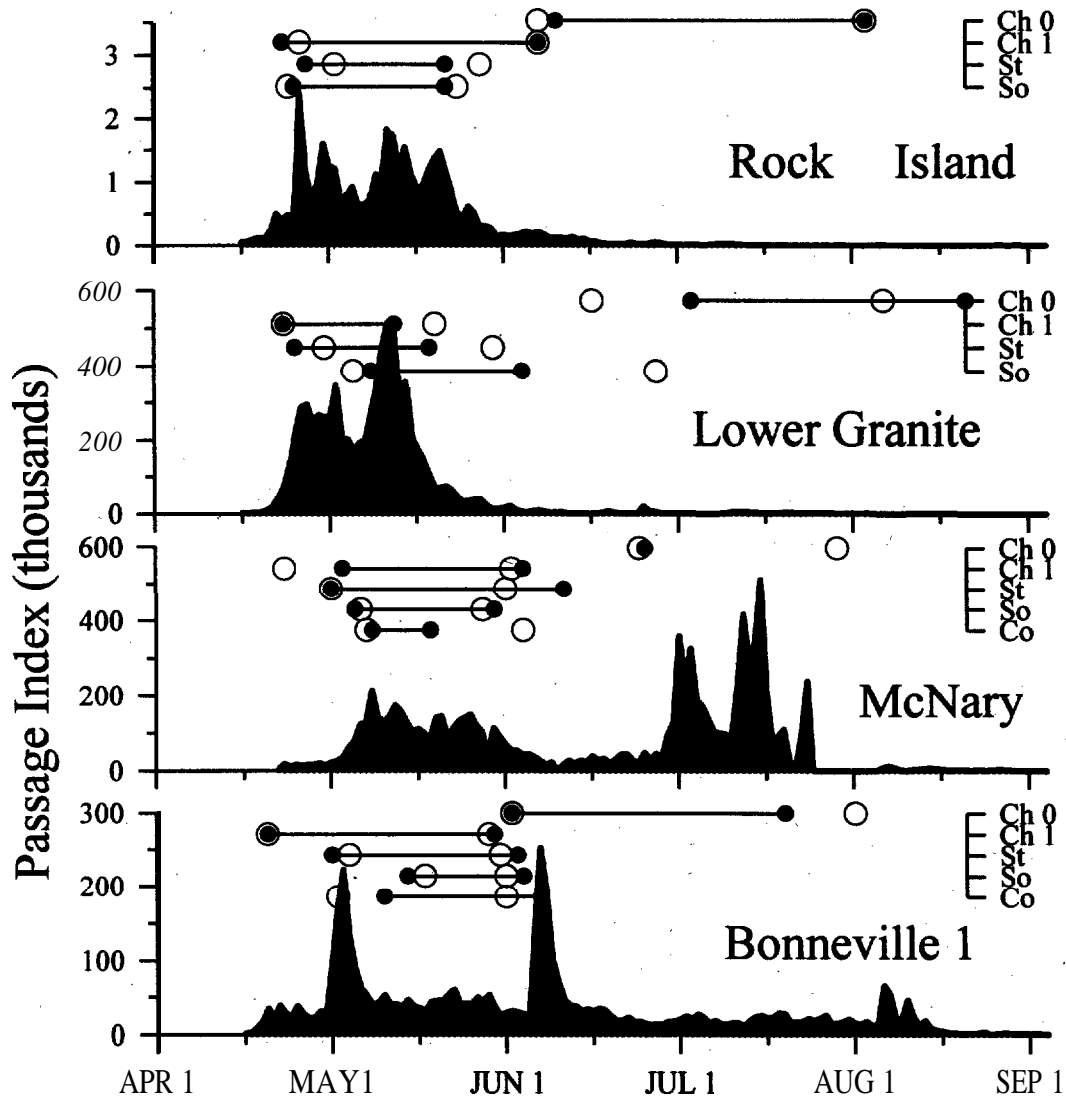 Passage Index (thousands)
3
2
1
0
Ch 0
Ch 1
St
So
Rock Island
600
400
200
0
Ch 0
Ch 1
St
So
Lower Granite
600
400
200
0
Ch 0
Ch 1
St
So
Co
McNary
300
200
100
0
Ch 0
Ch 1
St
So
Co
Bonneville 1
APR 1 MAY1 JUN 1 JUL 1 AUG 1 SEP 1